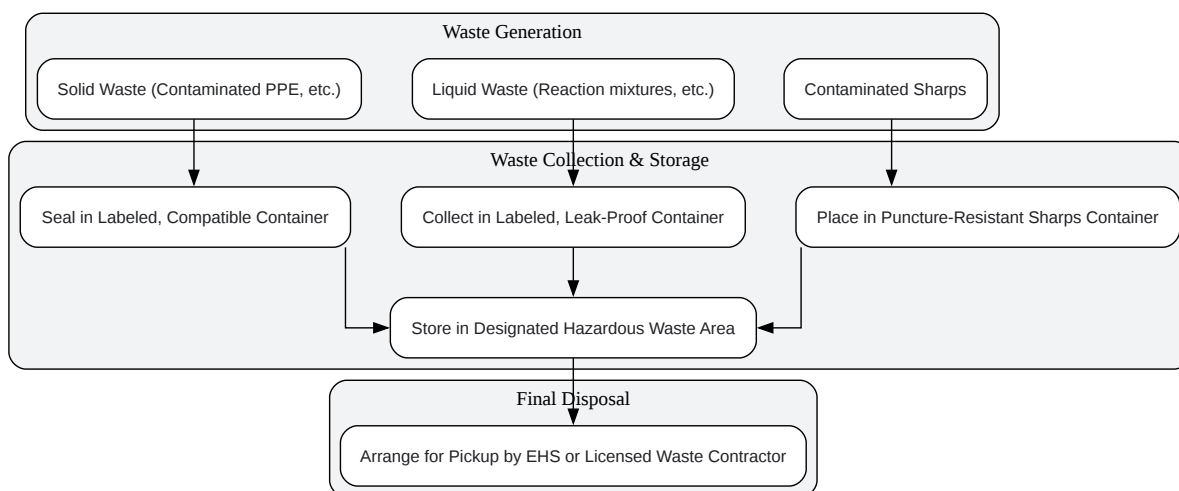 Waste Generation
Solid Waste (Contaminated PPE, etc.)
Liquid Waste (Reaction mixtures, etc.)
Contaminated Sharps
Waste Collection & Storage
Seal in Labeled, Compatible Container
Collect in Labeled, Leak-Proof Container
Place in Puncture-Resistant Sharps Container
Store in Designated Hazardous Waste Area
Final Disposal
Arrange for Pickup by EHS or Licensed Waste Contractor